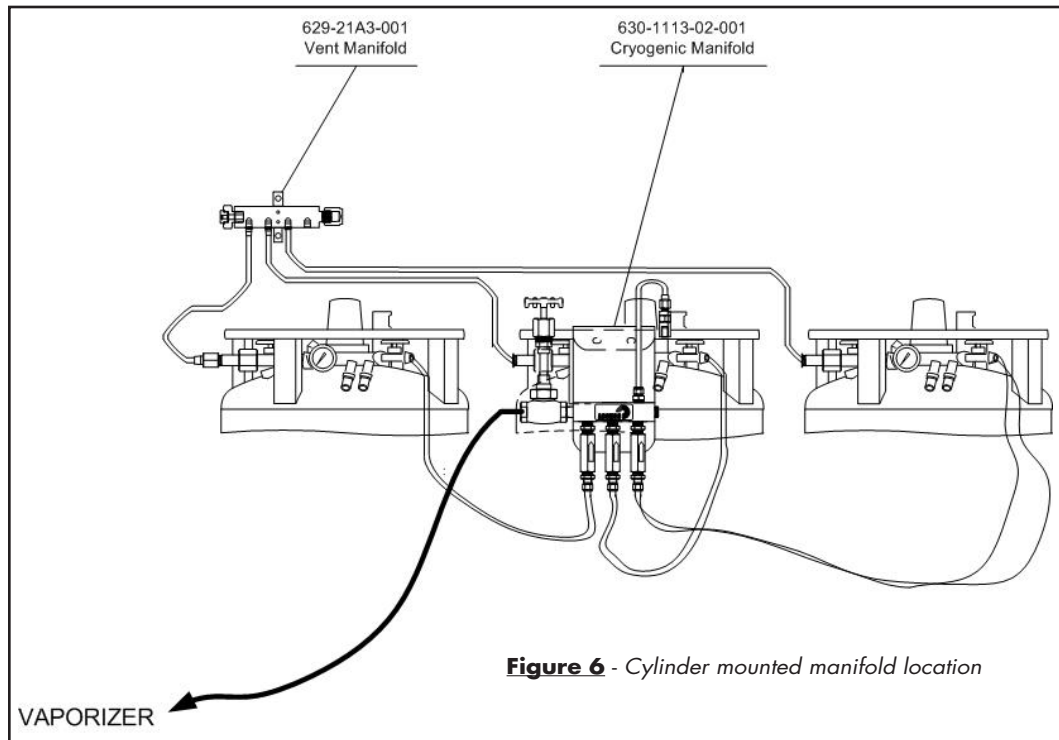 629-21A3-001
Vent Manifold
630-1113-02-001
Cryogenic Manifold
Figure 6 - Cylinder mounted manifold location
VAPORIZER